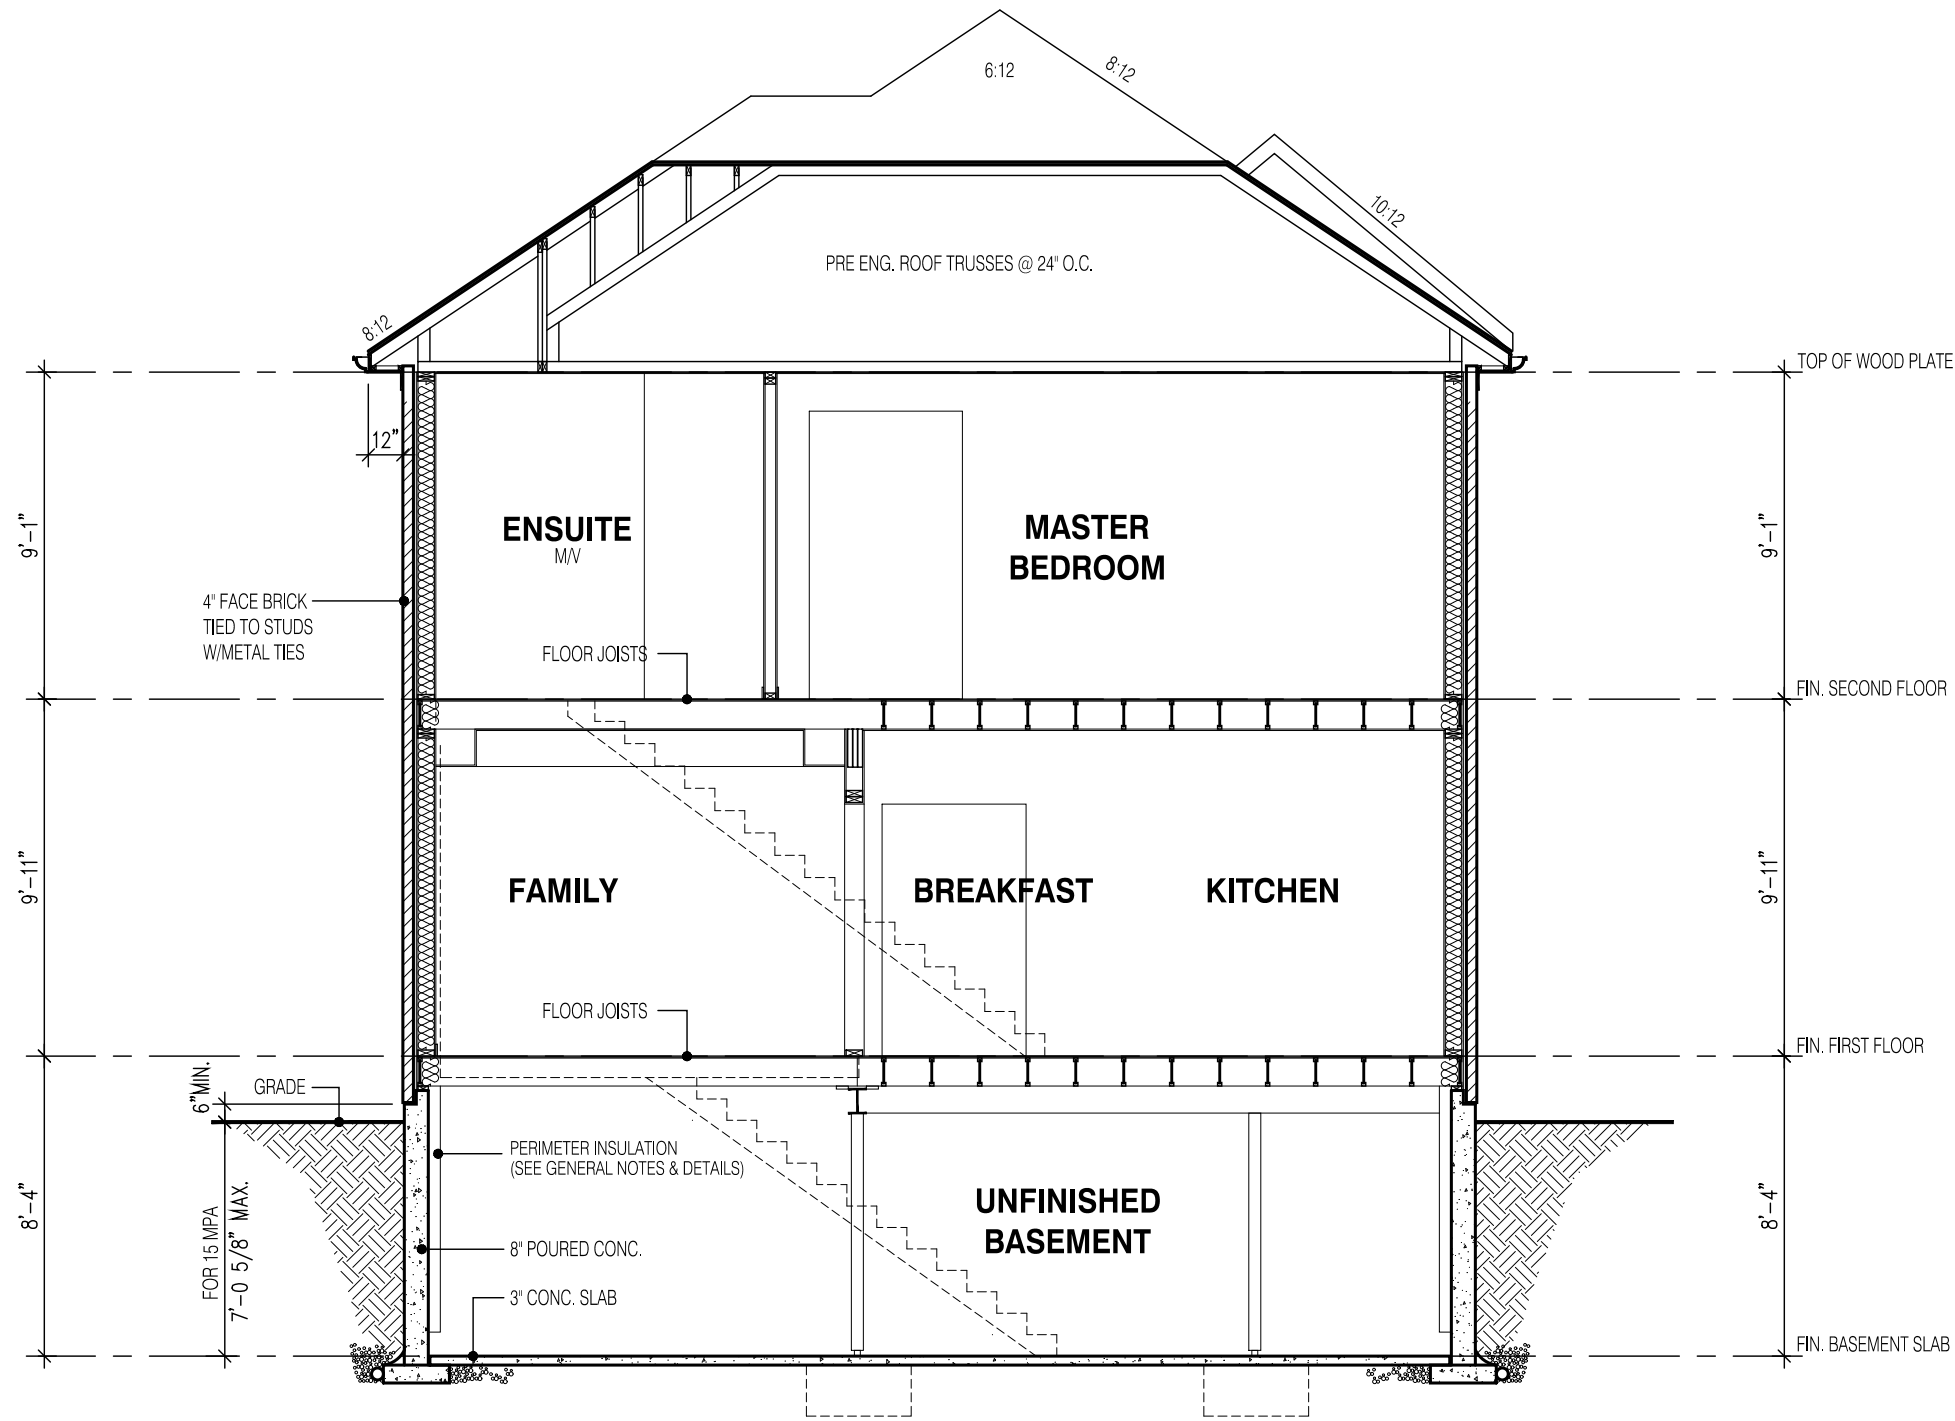 6:12
8:12
10:12
PRE ENG. ROOF TRUSSES @ 24" O.C.
8:12
TOP OF WOOD PLATE
12"
9'-1"
ENSUITE
M/V
MASTER
BEDROOM
9'-1"
4" FACE BRICK
TIED TO STUDS
W/METAL TIES
FLOOR JOISTS
FIN. SECOND FLOOR
9'-11"
FAMILY
BREAKFAST
KITCHEN
9'-11"
FLOOR JOISTS
FIN. FIRST FLOOR
6"MIN.
GRADE
PERIMETER INSULATION
(SEE GENERAL NOTES & DETAILS)
8'-4"
FOR 15 MPA
7'-0 5/8" MAX.
UNFINISHED
BASEMENT
8'-4"
8" POURED CONC.
3" CONC. SLAB
FIN. BASEMENT SLAB